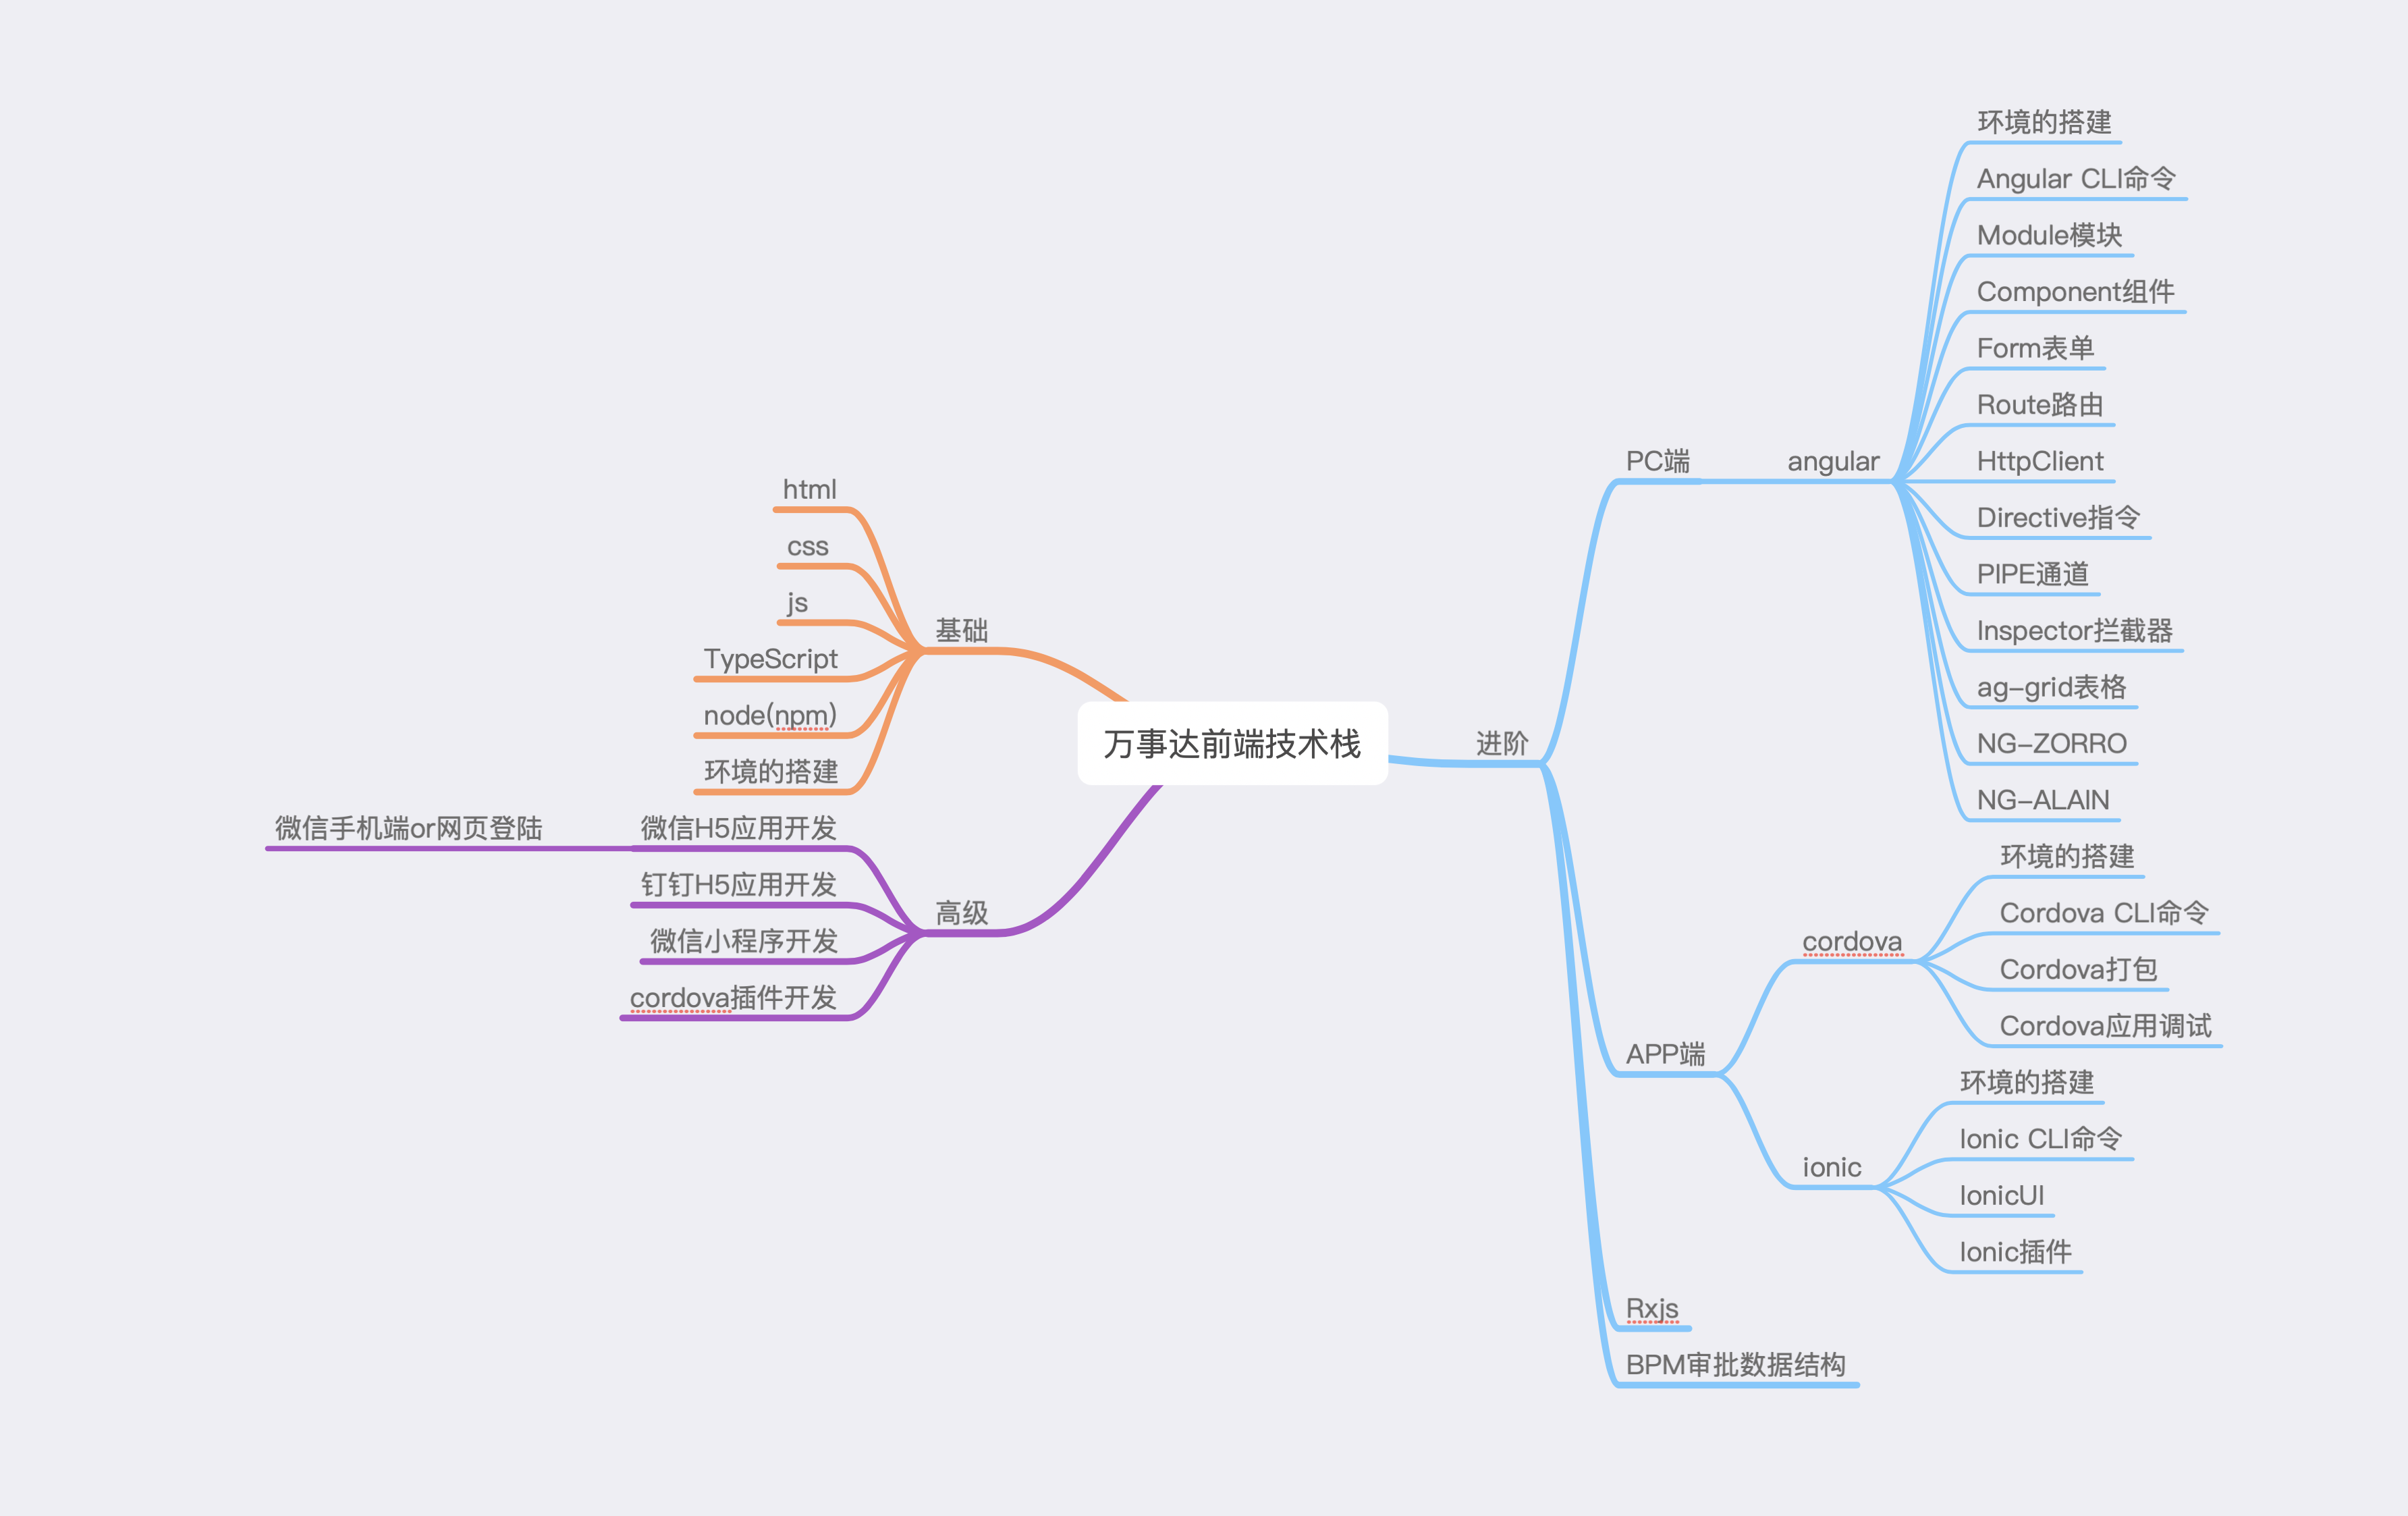 万事达前端技术栈
基础
html
css
js
TypeScript
node(npm)
环境的搭建
高级
微信H5应用开发
微信手机端or网页登陆
钉钉H5应用开发
微信小程序开发
cordova插件开发
进阶
PC端
angular
环境的搭建
Angular CLI命令
Module模块
Component组件
Form表单
Route路由
HttpClient
Directive指令
PIPE通道
Inspector拦截器
ag-grid表格
NG-ZORRO
NG-ALAIN
APP端
cordova
环境的搭建
Cordova CLI命令
Cordova打包
Cordova应用调试
ionic
环境的搭建
Ionic CLI命令
IonicUI
Ionic插件
Rxjs
BPM审批数据结构